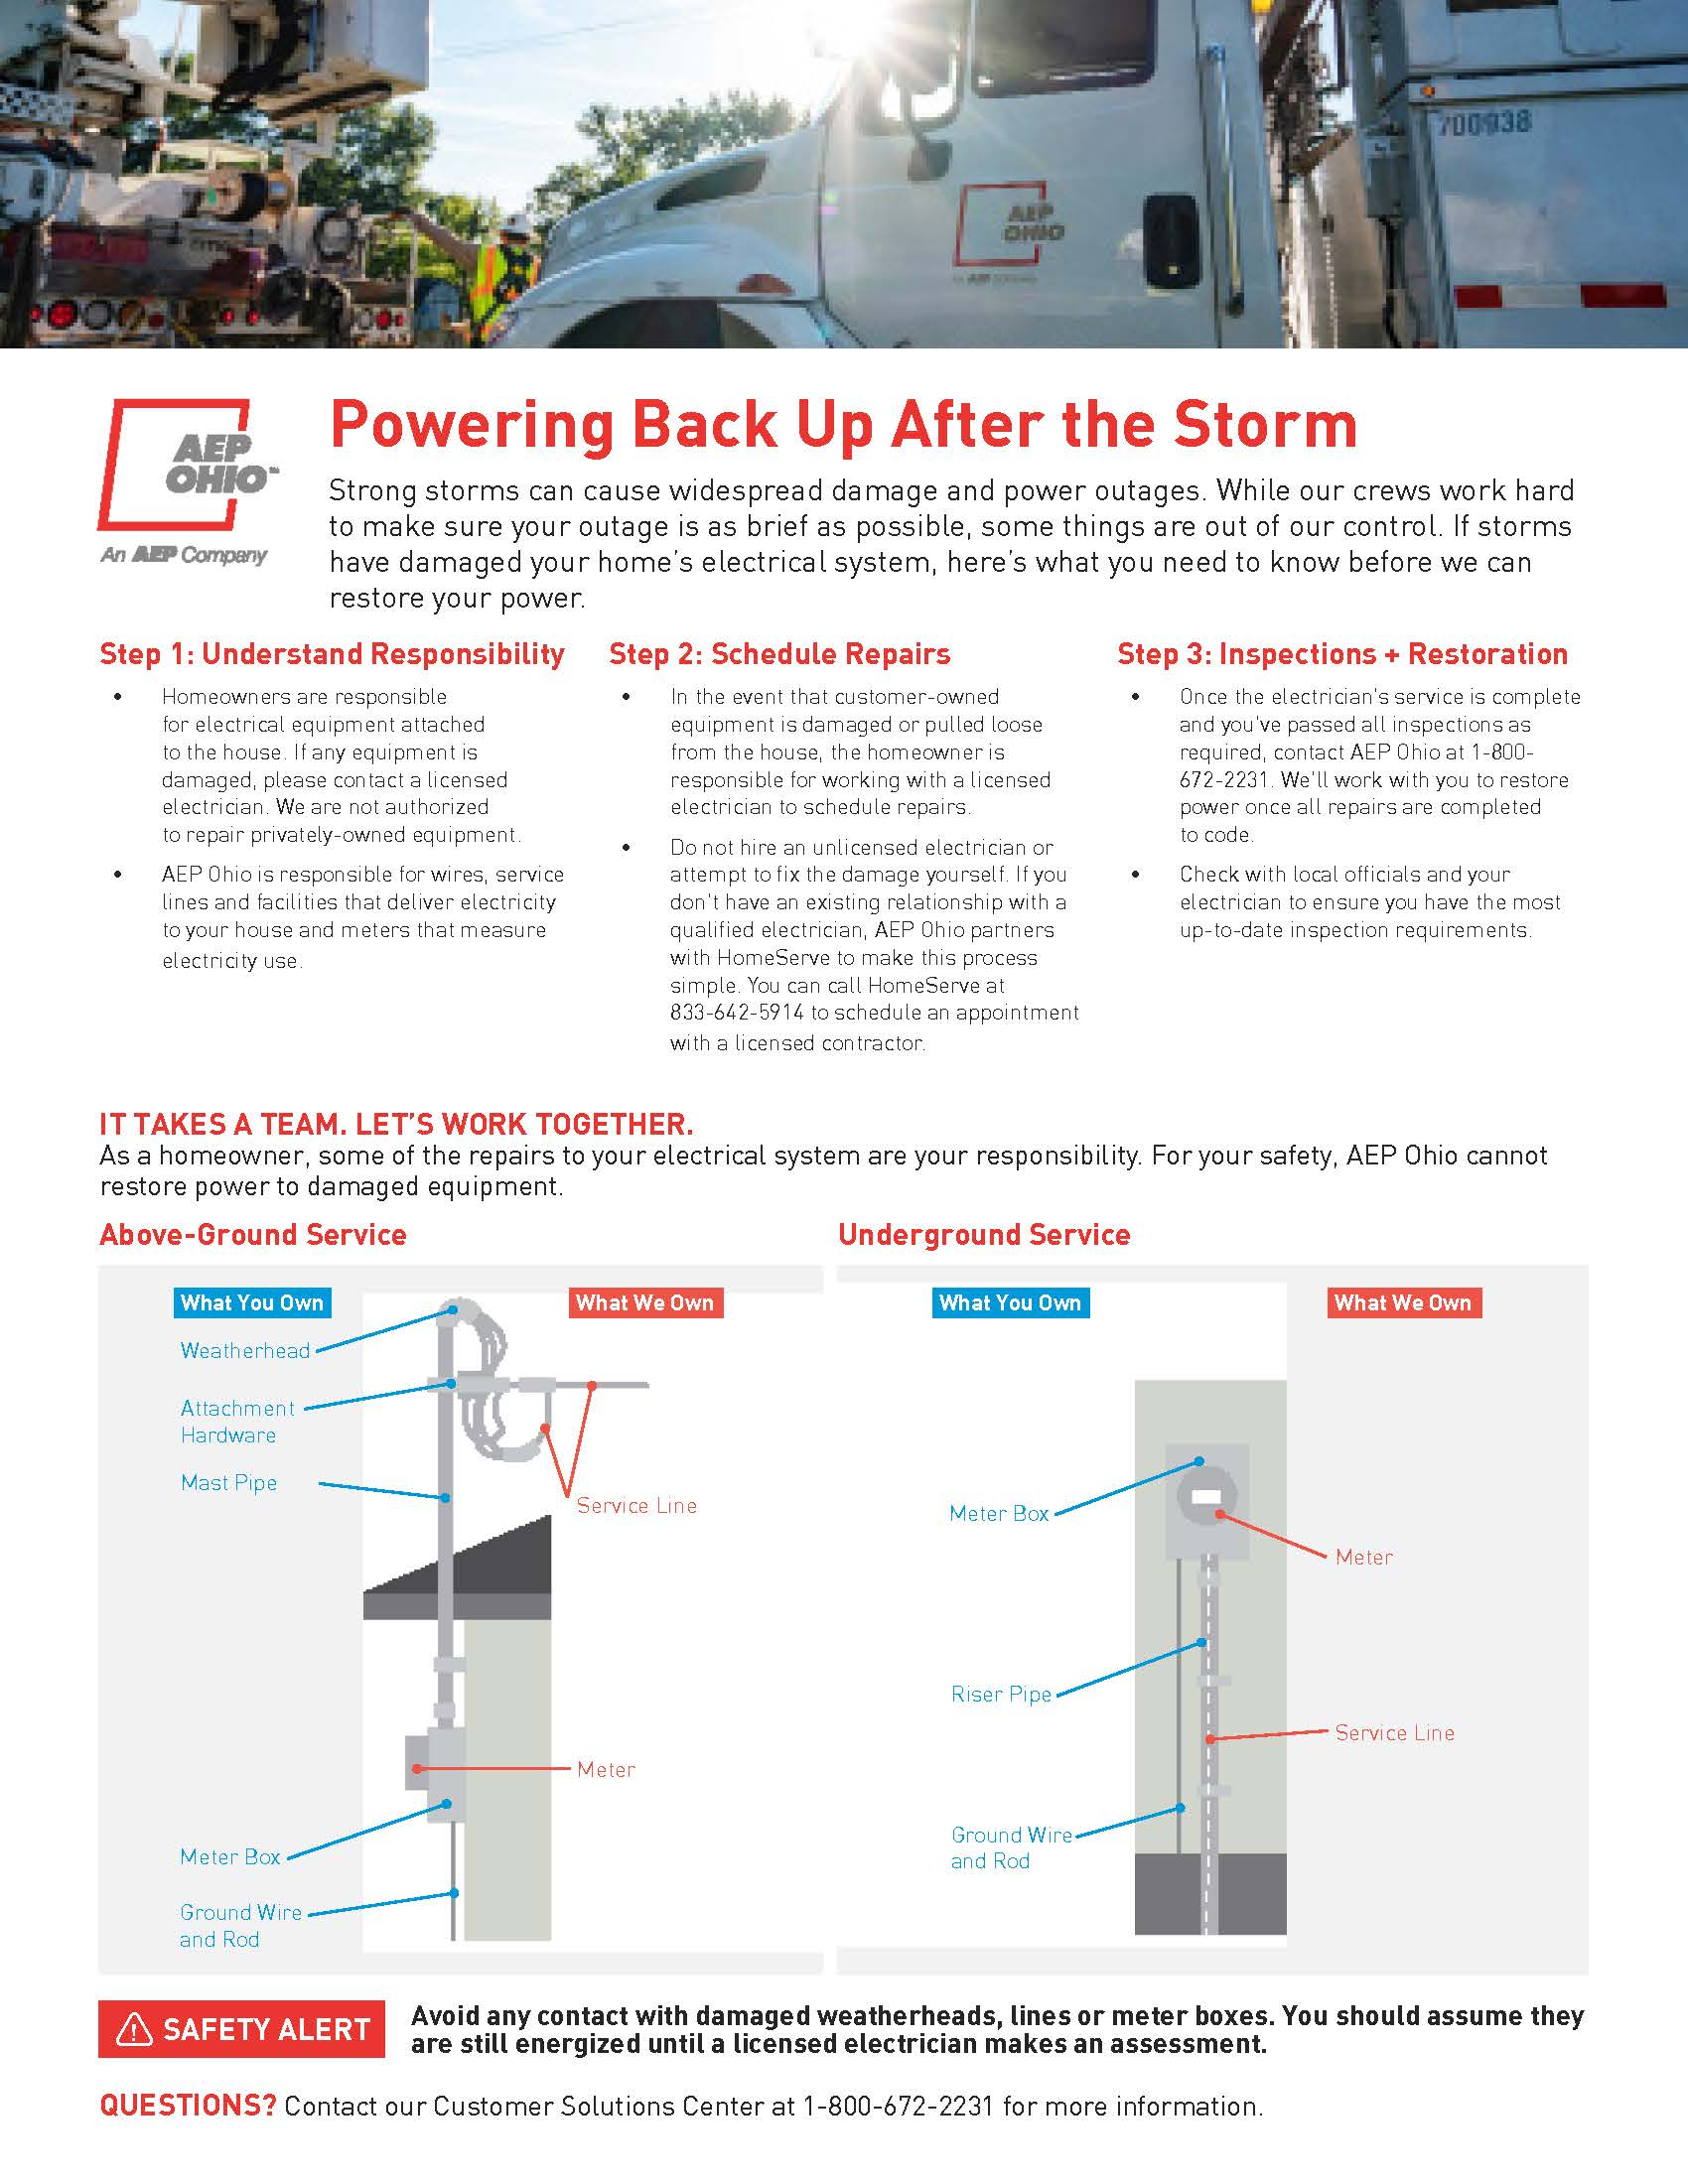 700938
AEP
OHIO
AEP
OHIO™
An AEP Company
Powering Back Up After the Storm
Strong storms can cause widespread damage and power outages. While our crews work hard
to make sure your outage is as brief as possible, some things are out of our control. If storms
have damaged your home's electrical system, here's what you need to know before we can
restore your power.
Step 1: Understand Responsibility
• Homeowners are responsible
for electrical equipment attached
to the house. If any equipment is
damaged, please contact a licensed
electrician. We are not authorized
to repair privately-owned equipment.
• AEP Ohio is responsible for wires, service
lines and facilities that deliver electricity
to your house and meters that measure
electricity use.
Step 2: Schedule Repairs
• In the event that customer-owned
equipment is damaged or pulled loose
from the house, the homeowner is
responsible for working with a licensed
electrician to schedule repairs.
• Do not hire an unlicensed electrician or
attempt to fix the damage yourself. If you
don't have an existing relationship with a
qualified electrician, AEP Ohio partners
with HomeServe to make this process
simple. You can call HomeServe at
833-642-5914 to schedule an appointment
with a licensed contractor.
Step 3: Inspections + Restoration
• Once the electrician's service is complete
and you've passed all inspections as
required, contact AEP Ohio at 1-800-
672-2231. We'll work with you to restore
power once all repairs are completed
to code.
• Check with local officials and your
electrician to ensure you have the most
up-to-date inspection requirements.
IT TAKES A TEAM. LET'S WORK TOGETHER.
As a homeowner, some of the repairs to your electrical system are your responsibility. For your safety, AEP Ohio cannot
restore power to damaged equipment.
Above-Ground Service
What You Own
What We Own
Weatherhead
Attachment
Hardware
Mast Pipe
Service Line
Meter
Meter Box
Ground Wire
and Rod
Underground Service
What You Own
What We Own
Meter Box
Meter
Riser Pipe
Service Line
Ground Wire
and Rod
SAFETY ALERT
Avoid any contact with damaged weatherheads, lines or meter boxes. You should assume they
are still energized until a licensed electrician makes an assessment.
QUESTIONS? Contact our Customer Solutions Center at 1-800-672-2231 for more information.